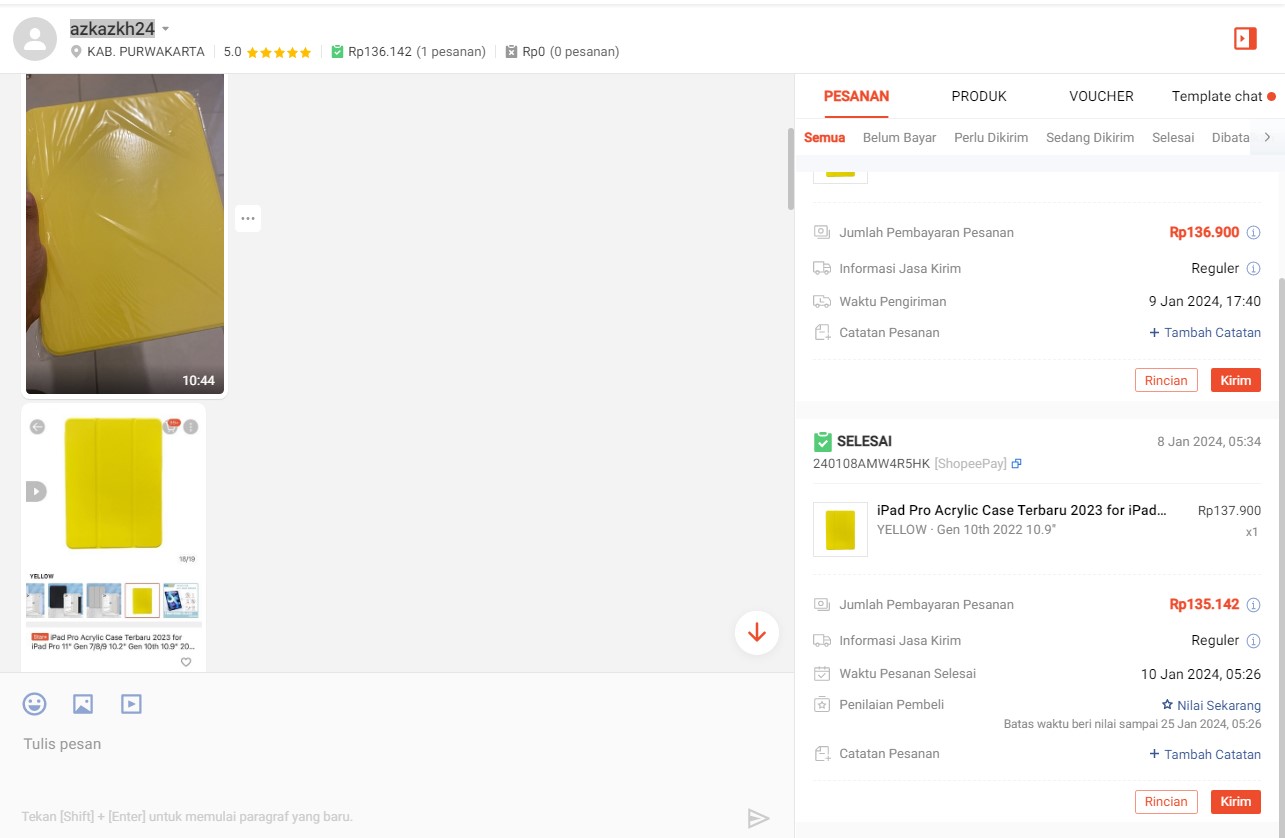 azkazkh24
KAB. PURWAKARTA
5.0
Rp136.142 (1 pesanan)
Rp0 (0 pesanan)
10:44
18/19
YELLOW
iPad Pro Acrylic Case Terbaru 2023 for
iPad Pro 11" Gen 7/8/9 10.2" Gen 10th 10.9" 20...
Tulis pesan
Tekan [Shift] + [Enter] untuk memulai paragraf yang baru.
PESANAN
PRODUK
VOUCHER
Template chat
Semua
Belum Bayar
Perlu Dikirim
Sedang Dikirim
Selesai
Dibata
Jumlah Pembayaran Pesanan
Rp136.900
Informasi Jasa Kirim
Reguler
Waktu Pengiriman
9 Jan 2024, 17:40
Catatan Pesanan
+ Tambah Catatan
Rincian
Kirim
SELESAI
8 Jan 2024, 05:34
240108AMW4R5HK [ShopeePay]
iPad Pro Acrylic Case Terbaru 2023 for iPad...
Rp137.900
YELLOW · Gen 10th 2022 10.9"
x1
Jumlah Pembayaran Pesanan
Rp135.142
Informasi Jasa Kirim
Reguler
Waktu Pesanan Selesai
10 Jan 2024, 05:26
Penilaian Pembeli
Nilai Sekarang
Batas waktu beri nilai sampai 25 Jan 2024, 05:26
Catatan Pesanan
+ Tambah Catatan
Rincian
Kirim